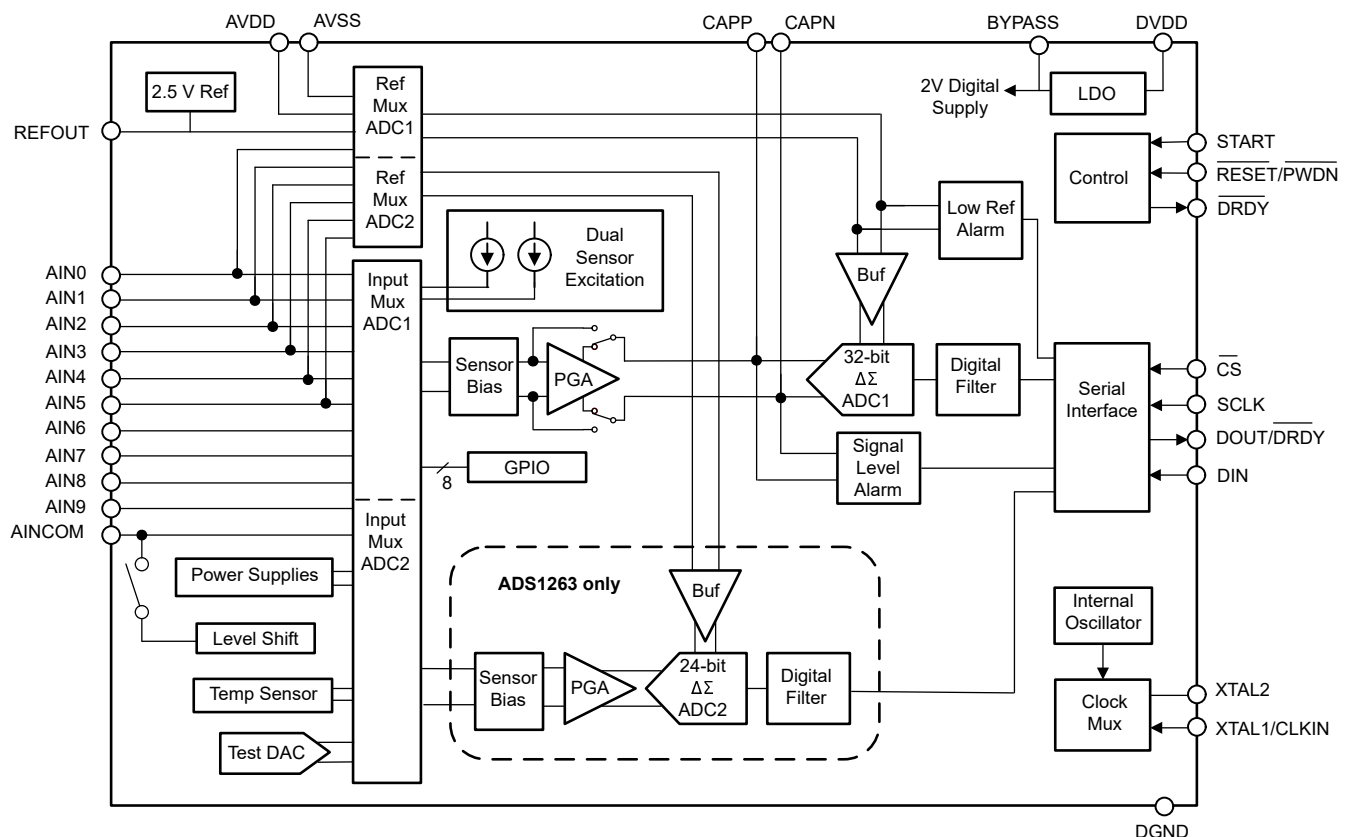 AVDD
AVSS
CAPP
CAPN
BYPASS
DVDD
2.5 V Ref
Ref
Mux
ADC1
2V Digital
Supply
LDO
REFOUT
START
RESET/PWDN
DRDY
Control
Ref
Mux
ADC2
Low Ref
Alarm
Dual
Sensor
Excitation
AIN0
AIN1
AIN2
AIN3
AIN4
AIN5
AIN6
AIN7
AIN8
AIN9
AINCOM
Input
Mux
ADC1
Buf
Sensor
Bias
PGA
32-bit
ΔΣ
ADC1
Digital
Filter
Serial
Interface
CS
SCLK
DOUT/DRDY
DIN
GPIO
8
Signal
Level
Alarm
Input
Mux
ADC2
Power Supplies
Level Shift
Temp Sensor
Test DAC
ADS1263 only
Buf
Sensor
Bias
PGA
24-bit
ΔΣ
ADC2
Digital
Filter
Internal
Oscillator
Clock
Mux
XTAL2
XTAL1/CLKIN
DGND